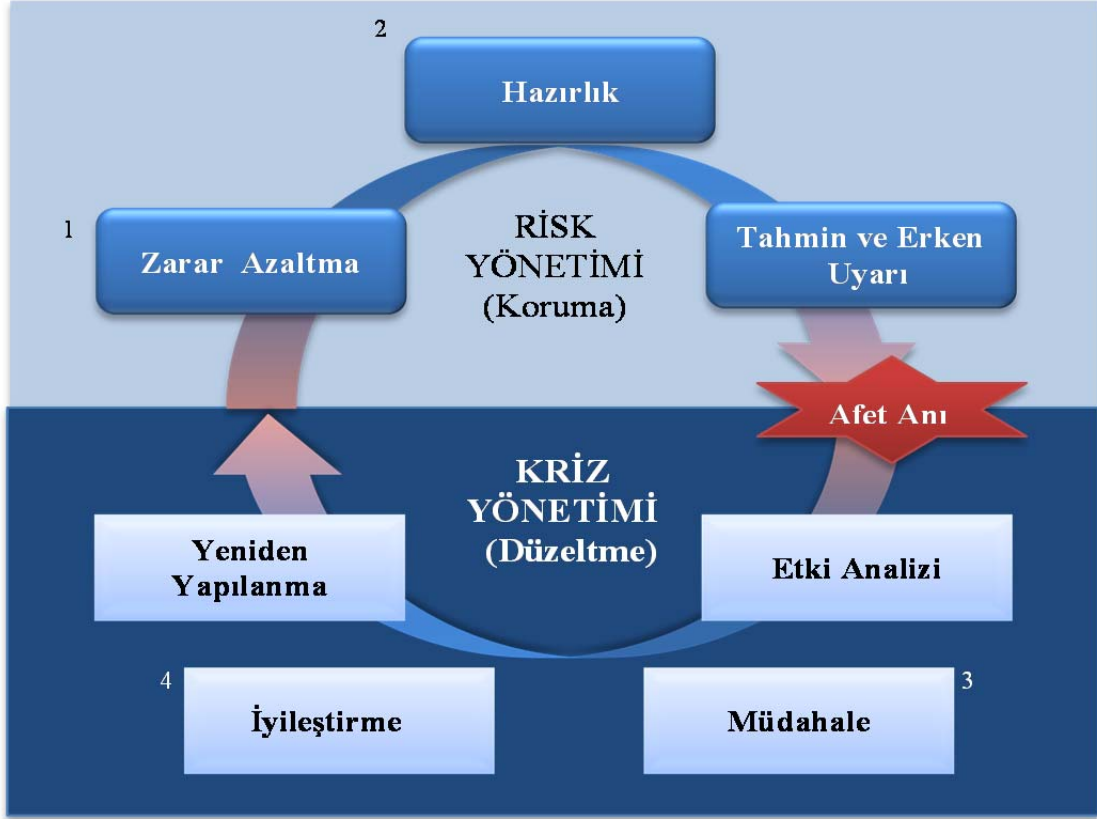 2
Hazırlık
1
Zarar Azaltma
RİSK
YÖNETİMİ
(Koruma)
Tahmin ve Erken
Uyarı
Afet Anı
KRİZ
YÖNETİMİ
(Düzeltme)
Yeniden
Yapılanma
Etki Analizi
4
İyileştirme
3
Müdahale